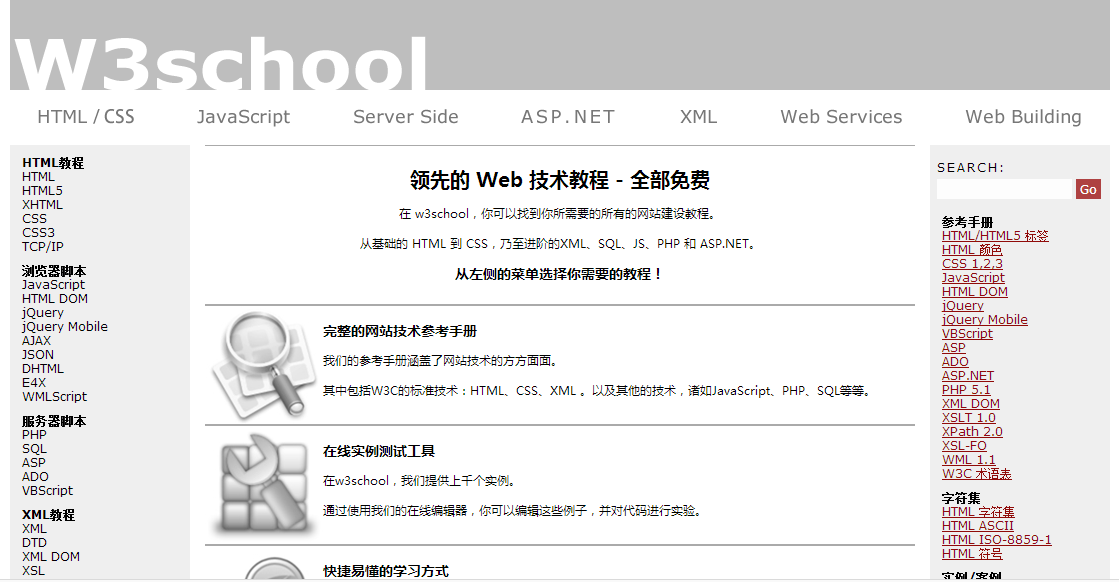 W3school
HTML / CSS JavaScript Server Side ASP.NET XML Web Services Web Building
HTML教程
HTML
HTML5
XHTML
CSS
CSS3
TCP/IP
浏览器脚本
JavaScript
HTML DOM
jQuery
jQuery Mobile
AJAX
JSON
DHTML
E4X
WMLScript
服务器脚本
PHP
SQL
ASP
ADO
VBScript
XML教程
XML
DTD
XML DOM
XSL
领先的 Web 技术教程 - 全部免费
在 w3school，你可以找到你所需要的所有的网站建设教程。
从基础的 HTML 到 CSS，乃至进阶的XML、SQL、JS、PHP 和 ASP.NET。
从左侧的菜单选择你需要的教程！
完整的网站技术参考手册
我们的参考手册涵盖了网站技术的方方面面。
其中包括W3C的标准技术：HTML、CSS、XML 。以及其他的技术，诸如JavaScript、PHP、SQL等等。
在线实例测试工具
在w3school，我们提供上千个实例。
通过使用我们的在线编辑器，你可以编辑这些例子，并对代码进行实验。
快捷易懂的学习方式
SEARCH:
Go
参考手册
HTML/HTML5 标签
HTML 颜色
CSS 1,2,3
JavaScript
HTML DOM
jQuery
jQuery Mobile
VBScript
ASP
ADO
ASP.NET
PHP 5.1
XML DOM
XSLT 1.0
XPath 2.0
XSL-FO
WML 1.1
W3C 术语表
字符集
HTML 字符集
HTML ASCII
HTML ISO-8859-1
HTML 符号
实例/案例